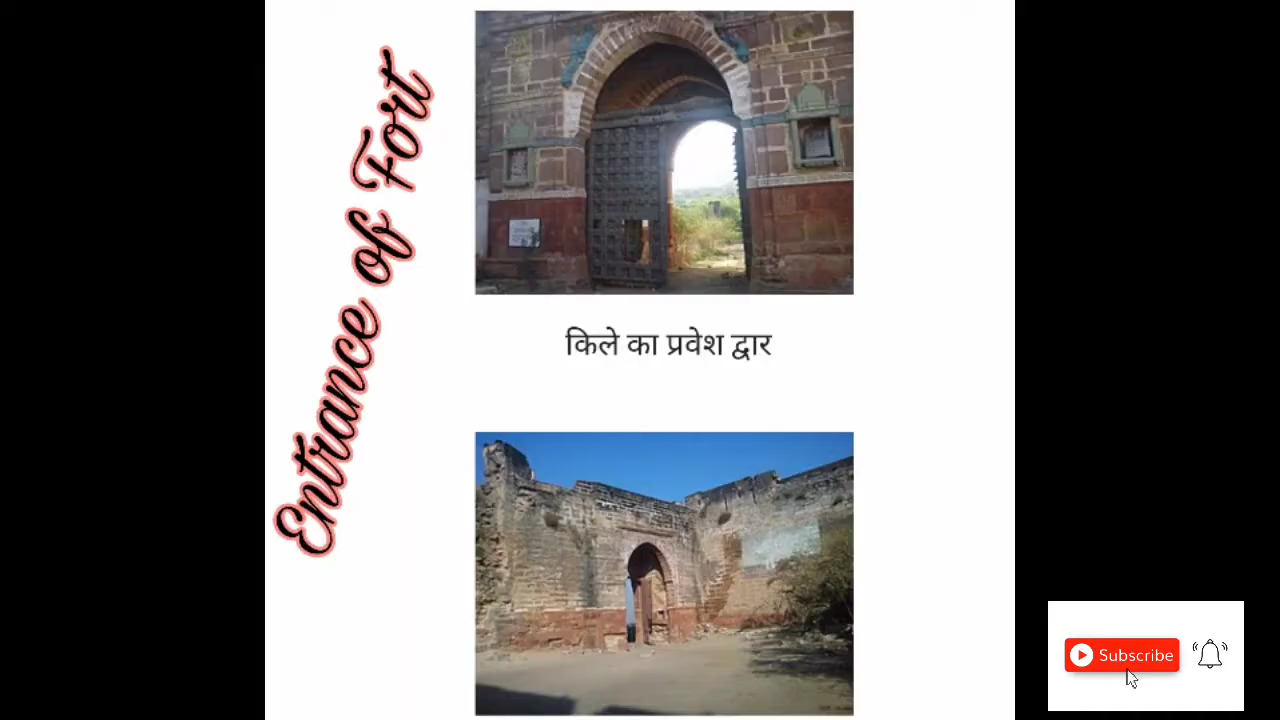 Entrance of Fort
किले का प्रवेश द्वार
Subscribe